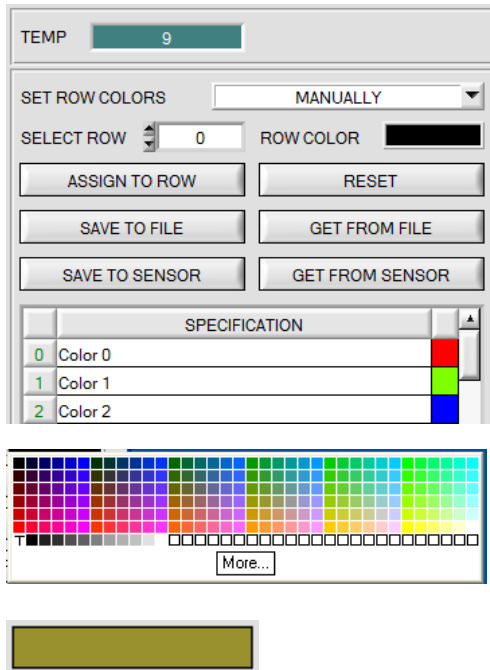 TEMP 9
SET ROW COLORS MANUALLY
SELECT ROW 0 ROW COLOR
ASSIGN TO ROW RESET
SAVE TO FILE GET FROM FILE
SAVE TO SENSOR GET FROM SENSOR
SPECIFICATION
0 Color 0
1 Color 1
2 Color 2
T
More...